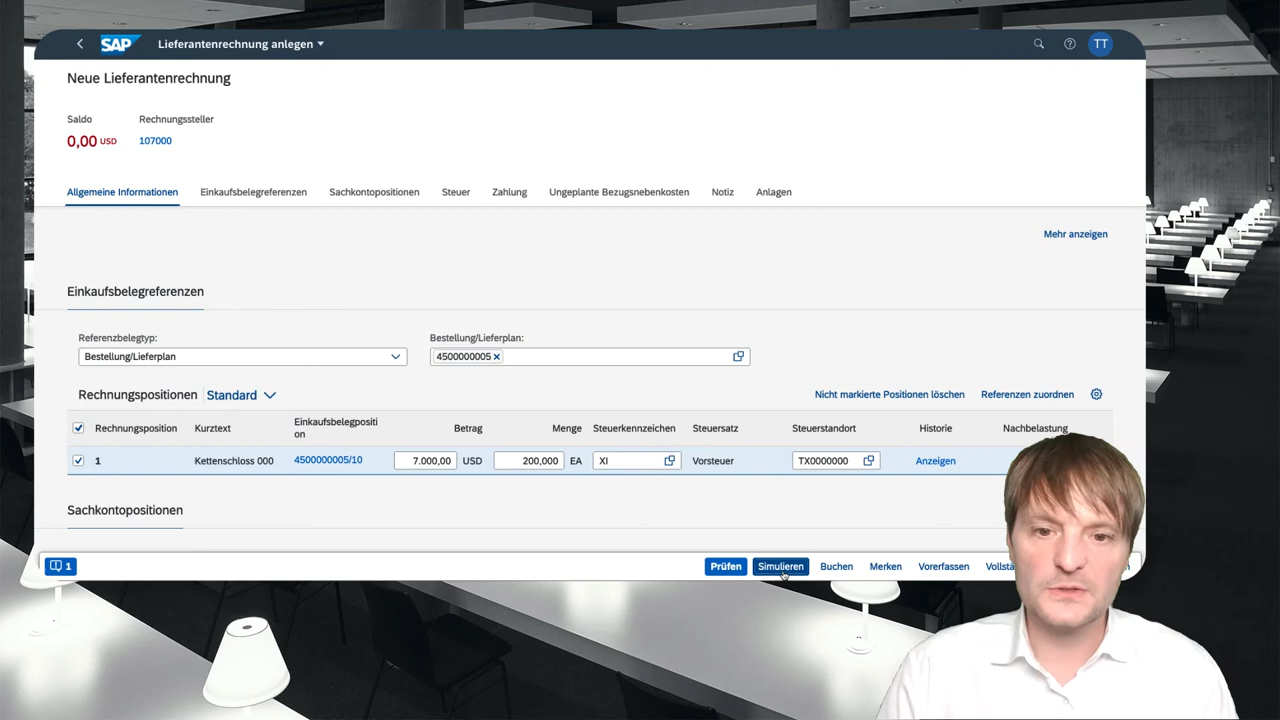 SAP Lieferantenrechnung anlegen TT
Neue Lieferantenrechnung
Saldo Rechnungssteller
0,00 USD 107000
Allgemeine Informationen Einkaufsbelegreferenzen Sachkontopositionen Steuer Zahlung Ungeplante Bezugsnebenkosten Notiz Anlagen
Mehr anzeigen
Einkaufsbelegreferenzen
Referenzbelegtyp: Bestellung/Lieferplan:
Bestellung/Lieferplan 4500000005
Rechnungspositionen Standard Nicht markierte Positionen löschen Referenzen zuordnen
Rechnungsposition Kurztext Einkaufsbelegpositi
on Betrag Menge Steuerkennzeichen Steuersatz Steuerstandort Historie Nachbelastung
1 Kettenschloss 000 4500000005/10 7.000,00 USD 200,000 EA XI Vorsteuer TX0000000 Anzeigen
Sachkontopositionen
1 Prüfen Simulieren Buchen Merken Vorerfassen